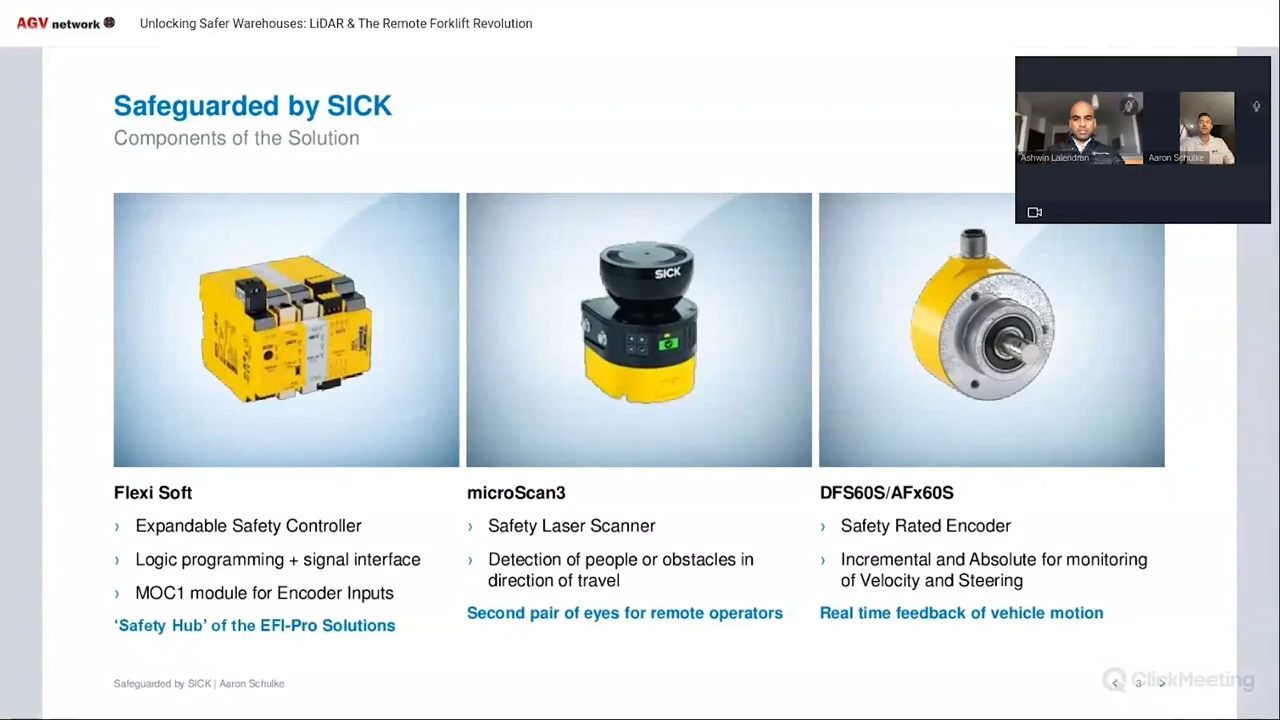 AGV network
Unlocking Safer Warehouses: LiDAR & The Remote Forklift Revolution
Safeguarded by SICK
Components of the Solution
Ashwin Lalendran
Aaron Schulke
SICK
Flexi Soft
› Expandable Safety Controller
› Logic programming + signal interface
› MOC1 module for Encoder Inputs
‘Safety Hub’ of the EFI-Pro Solutions
microScan3
› Safety Laser Scanner
› Detection of people or obstacles in
direction of travel
Second pair of eyes for remote operators
DFS60S/AFx60S
› Safety Rated Encoder
› Incremental and Absolute for monitoring
of Velocity and Steering
Real time feedback of vehicle motion
Safeguarded by SICK | Aaron Schulke
ClickMeeting
< 3 >